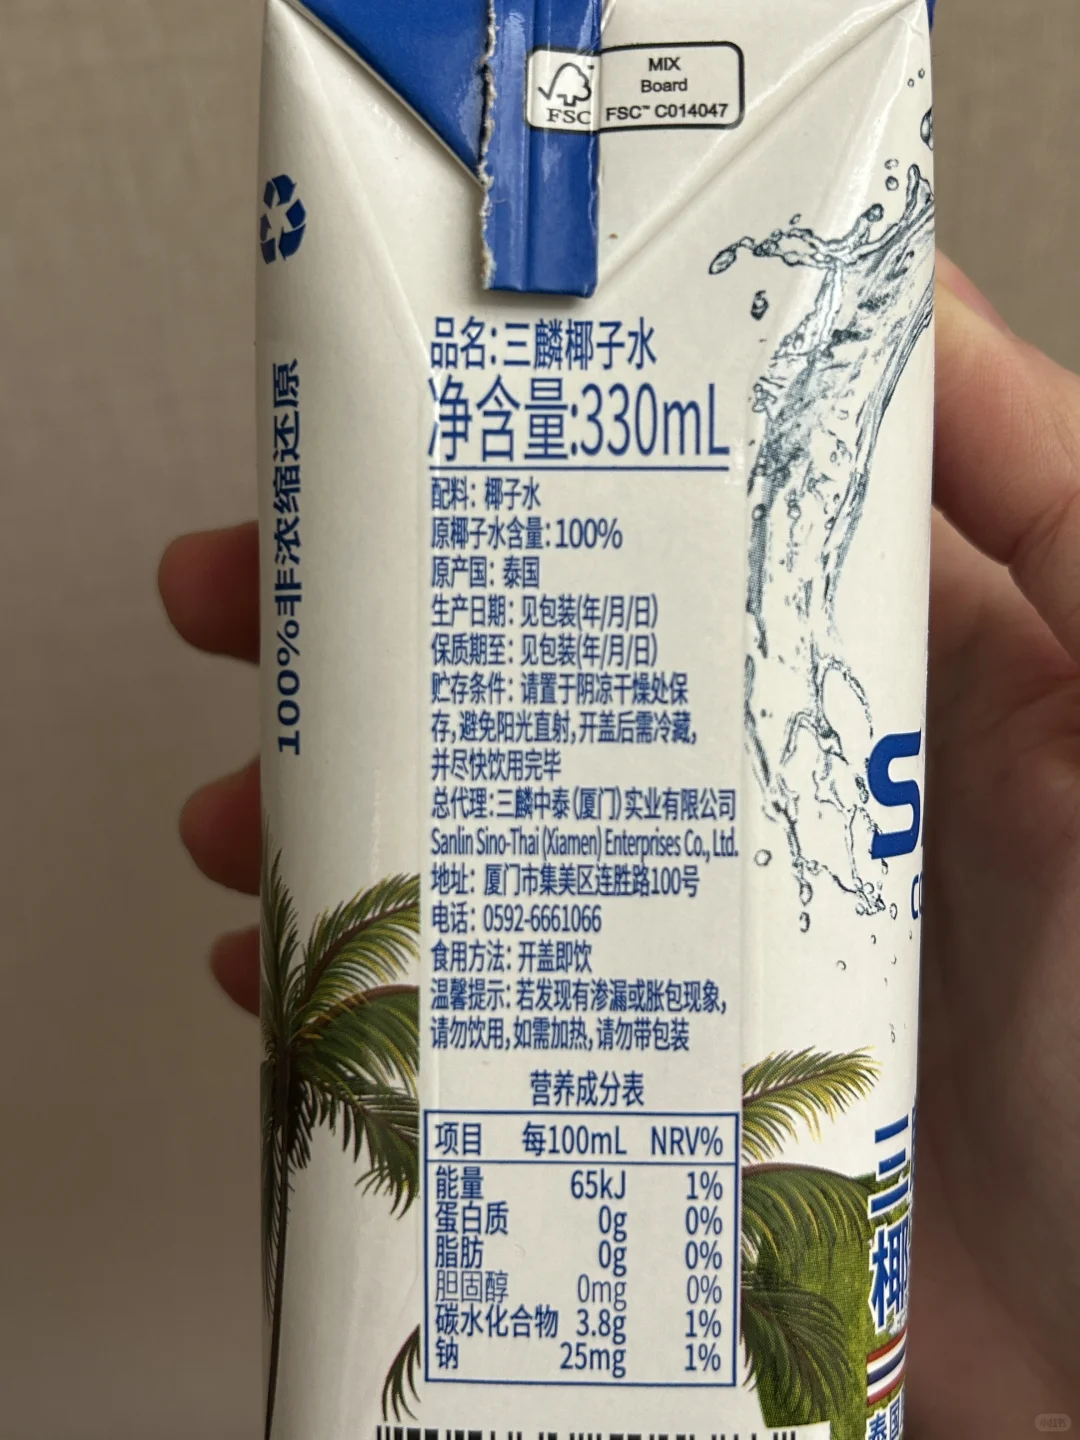 MIX
Board
FSC™ C014047
FSC
100%非浓缩还原
品名:三麟椰子水
净含量:330mL
配料: 椰子水
原椰子水含量:100%
原产国: 泰国
生产日期: 见包装(年/月/日)
保质期至: 见包装(年/月/日)
贮存条件: 请置于阴凉干燥处保
存,避免阳光直射,开盖后需冷藏,
并尽快饮用完毕
总代理:三麟中泰(厦门)实业有限公司
Sanlin Sino-Thai (Xiamen) Enterprises Co., Ltd.
地址: 厦门市集美区连胜路100号
电话: 0592-6661066
食用方法: 开盖即饮
温馨提示: 若发现有渗漏或胀包现象,
请勿饮用,如需加热,请勿带包装
营养成分表
项目 每100mL NRV%
能量 65kJ 1%
蛋白质 0g 0%
脂肪 0g 0%
胆固醇 0mg 0%
碳水化合物 3.8g 1%
钠 25mg 1%
S
三
椰
泰国
小红书